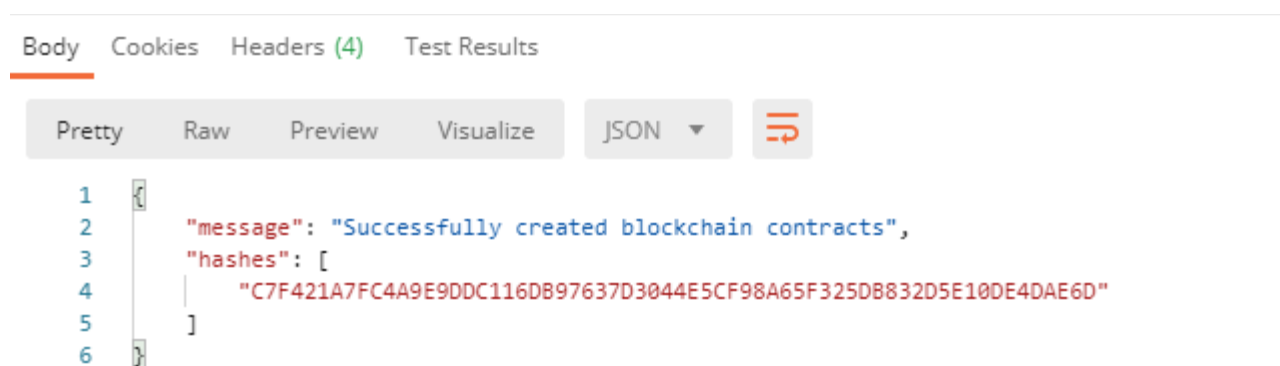 Body Cookies Headers (4) Test Results
Pretty Raw Preview Visualize JSON
1 {
2 "message": "Successfully created blockchain contracts",
3 "hashes": [
4 "C7F421A7FC4A9E9DDC116DB97637D3044E5CF98A65F325DB832D5E10DE4DAE6D"
5 ]
6 }